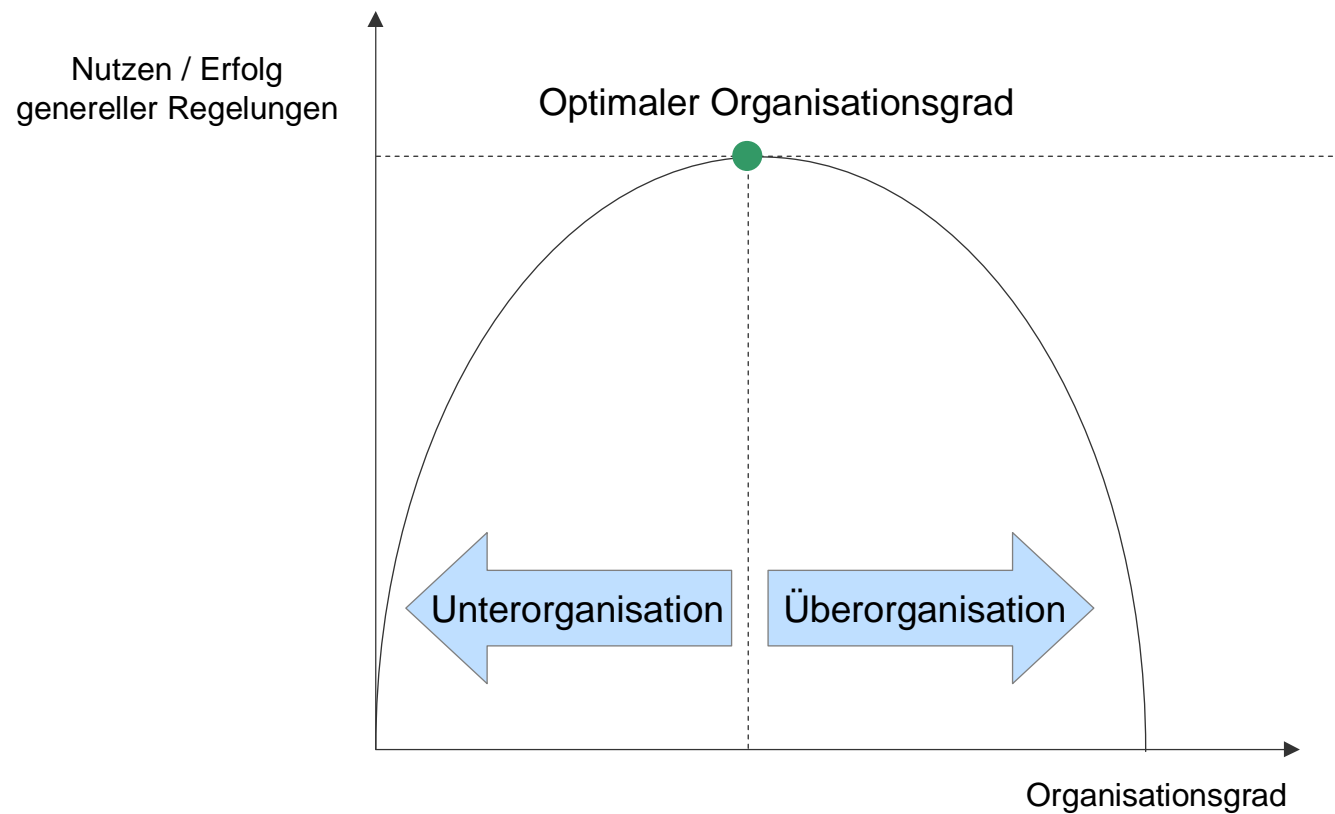 Nutzen / Erfolg
genereller Regelungen
Optimaler Organisationsgrad
Unterorganisation
Überorganisation
Organisationsgrad